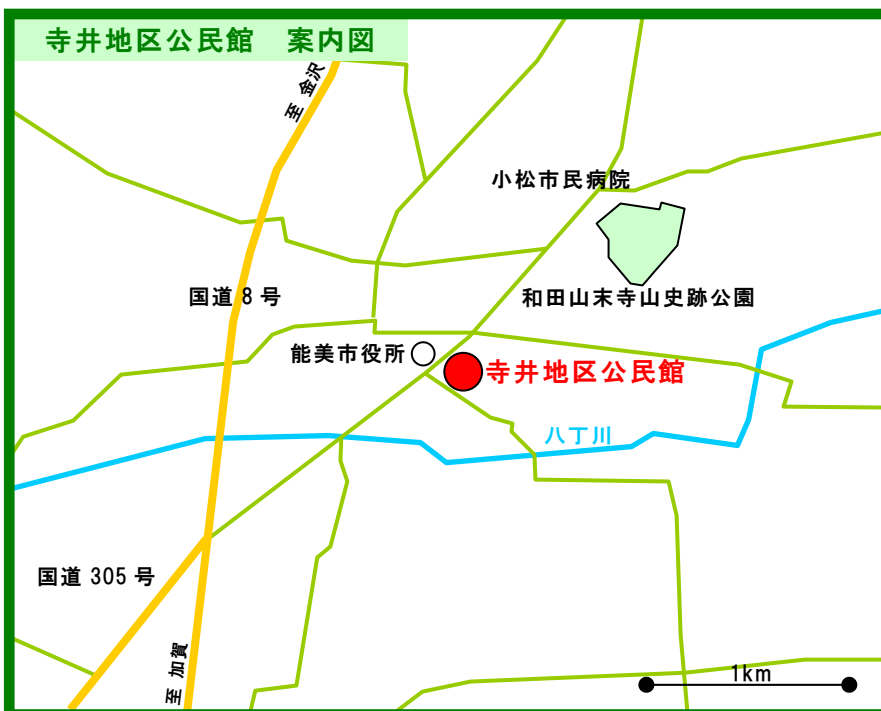 寺井地区公民館　案内図
至 金沢
小松市民病院
国道 8 号
和田山末寺山史跡公園
能美市役所
寺井地区公民館
八丁川
国道 305 号
至 加賀
1km